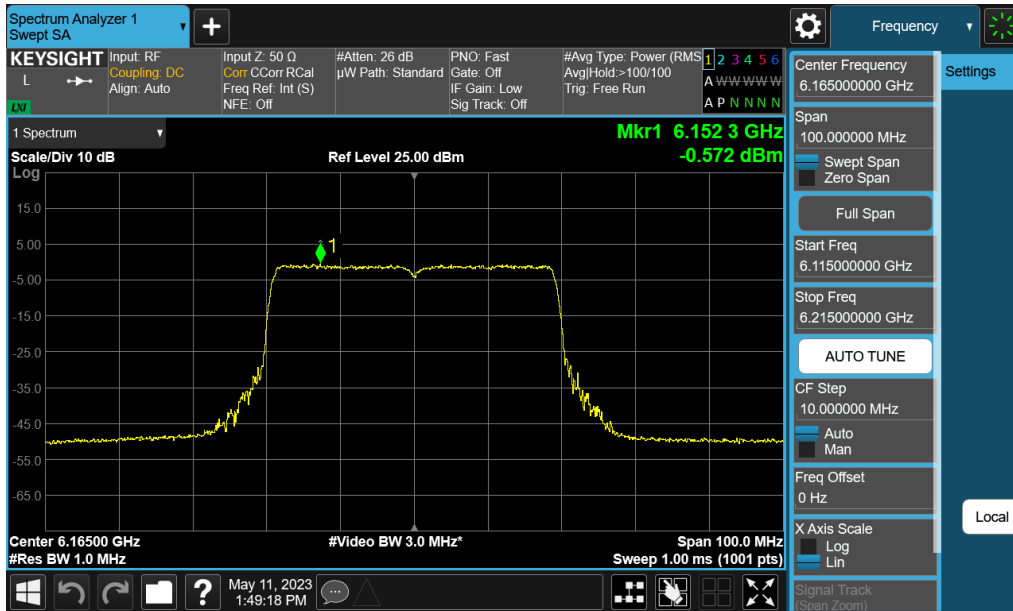 Spectrum Analyzer 1
Swept SA
+
Frequency
KEYSIGHT
L
LXI
Input: RF
Coupling: DC
Align: Auto
Input Z: 50 Ω
Corr CCorr RCal
Freq Ref: Int (S)
NFE: Off
#Atten: 26 dB
µW Path: Standard
PNO: Fast
Gate: Off
IF Gain: Low
Sig Track: Off
#Avg Type: Power (RMS
Avg|Hold:>100/100
Trig: Free Run
1 2 3 4 5 6
A W W W W W
A P N N N N
1 Spectrum
Mkr1 6.152 3 GHz
Scale/Div 10 dB
Ref Level 25.00 dBm
-0.572 dBm
Log
15.0
5.00
1
-5.00
-15.0
-25.0
-35.0
-45.0
-55.0
-65.0
Center 6.16500 GHz
#Video BW 3.0 MHz*
Span 100.0 MHz
#Res BW 1.0 MHz
Sweep 1.00 ms (1001 pts)
?
May 11, 2023
1:49:18 PM
Center Frequency
6.165000000 GHz
Settings
Span
100.000000 MHz
Swept Span
Zero Span
Full Span
Start Freq
6.115000000 GHz
Stop Freq
6.215000000 GHz
AUTO TUNE
CF Step
10.000000 MHz
Auto
Man
Freq Offset
0 Hz
Local
X Axis Scale
Log
Lin
Signal Track
(Span Zoom)